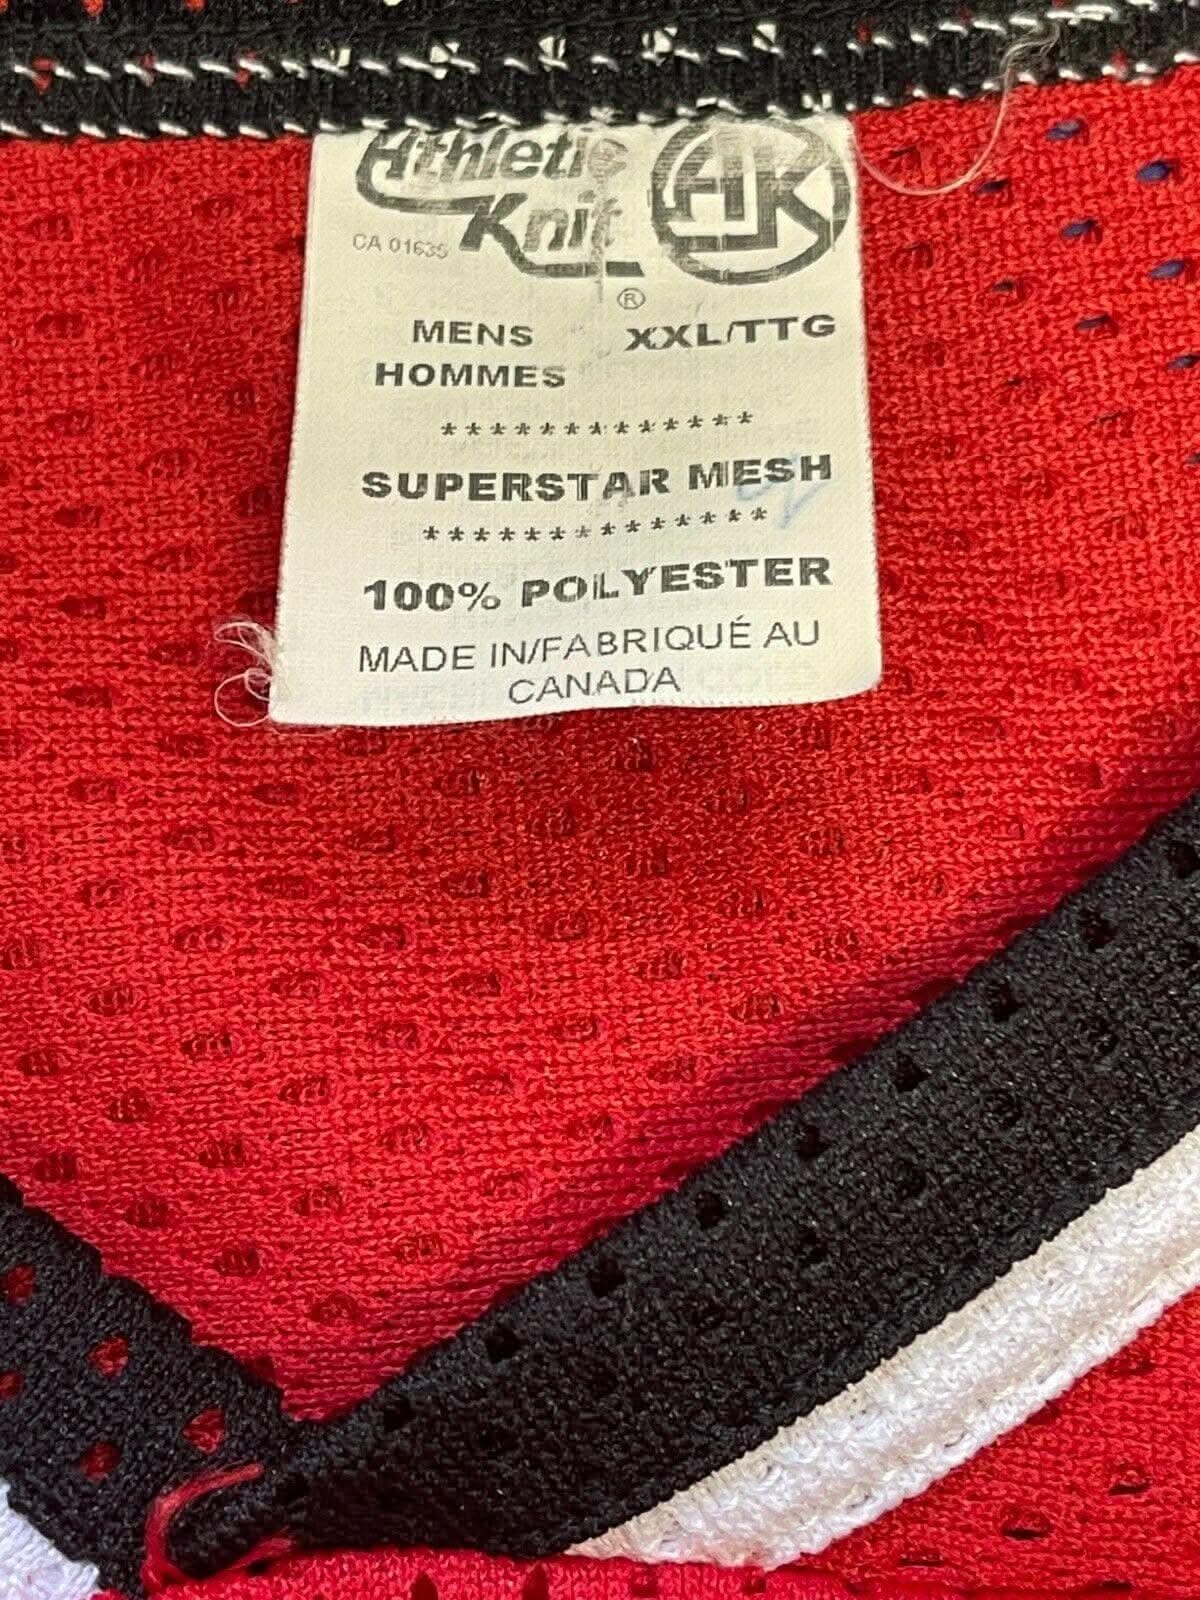 Athletic AK
Knit
CA 01635
®
MENS XXL/TTG
HOMMES
*************
SUPERSTAR MESH
**************
100% POLYESTER
MADE IN/FABRIQUÉ AU
CANADA